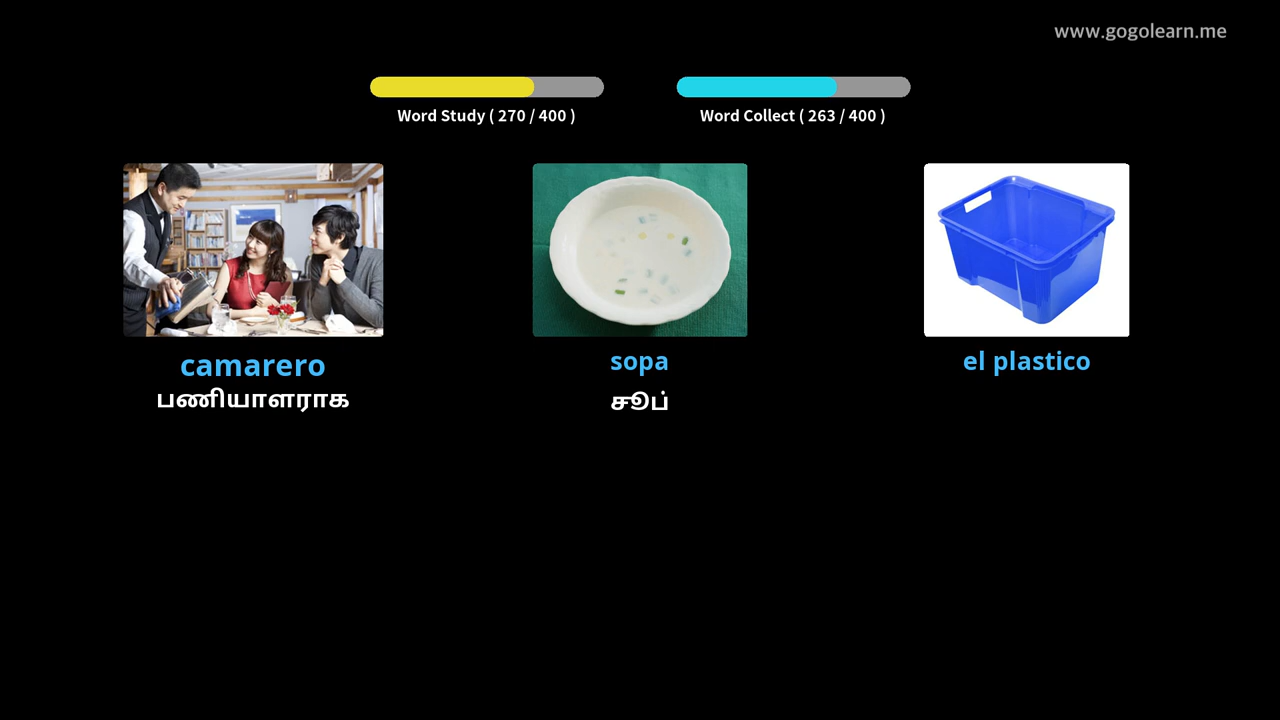 www.gogolearn.me
Word Study ( 270 / 400 )
Word Collect ( 263 / 400 )
camarero
பணியாளராக
sopa
சூப்
el plastico